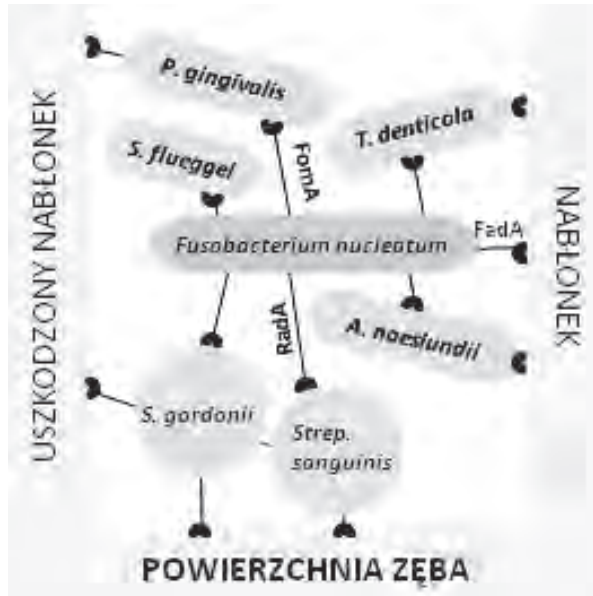 P. gingivalis
T. denticola
S. flueggei
FomA
USZKODZONY NABŁONEK
NABŁONEK
FadA
Fusobacterium nucleatum
RadA
A. naeslundii
S. gordonii
Strep.
sanguinis
POWIERZCHNIA ZĘBA